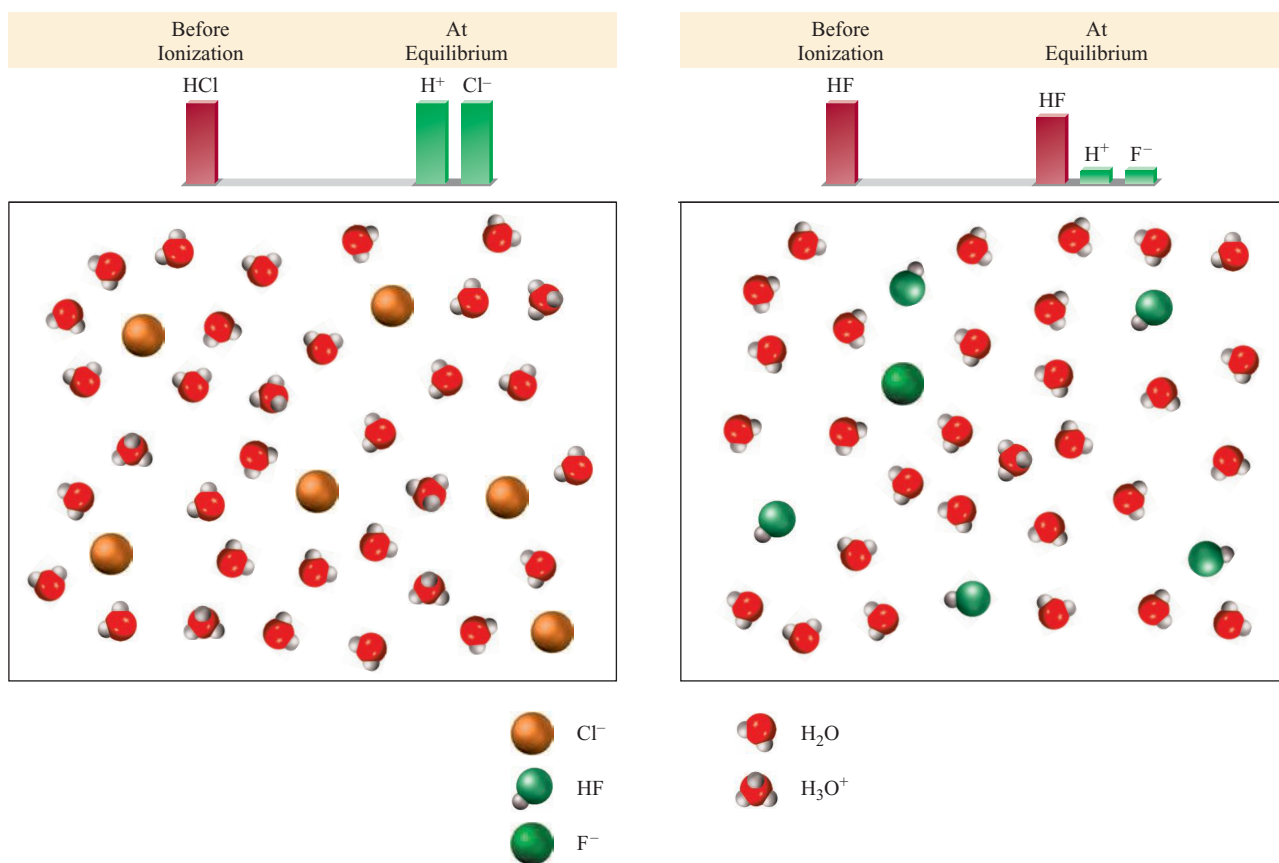 Before
Ionization
At
Equilibrium
HCl
H⁺
Cl⁻
Before
Ionization
At
Equilibrium
HF
HF
H⁺
F⁻
Cl⁻
HF
F⁻
H₂O
H₃O⁺